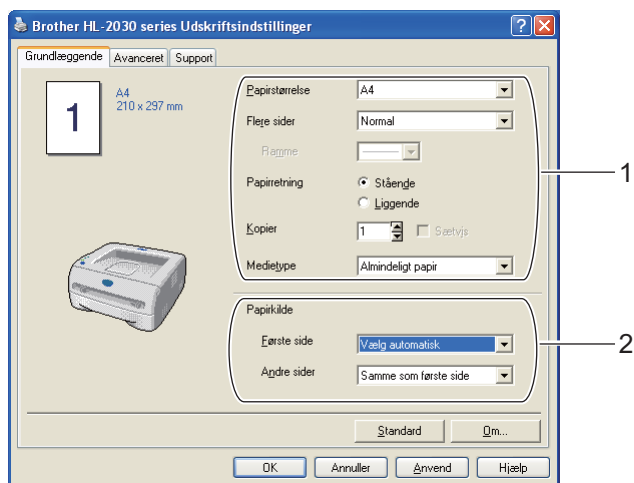 Brother HL-2030 series Udskriftsindstillinger
Grundlæggende Avanceret Support
1
A4
210 x 297 mm
Papirstørrelse A4
Flere sider Normal
Ramme
Papirretning Stående
Liggende
Kopier 1 Sætvis
Medietype Almindeligt papir
1
Papirkilde
Første side Vælg automatisk
Andre sider Samme som første side
2
Standard Om...
OK Annuller Anvend Hjælp